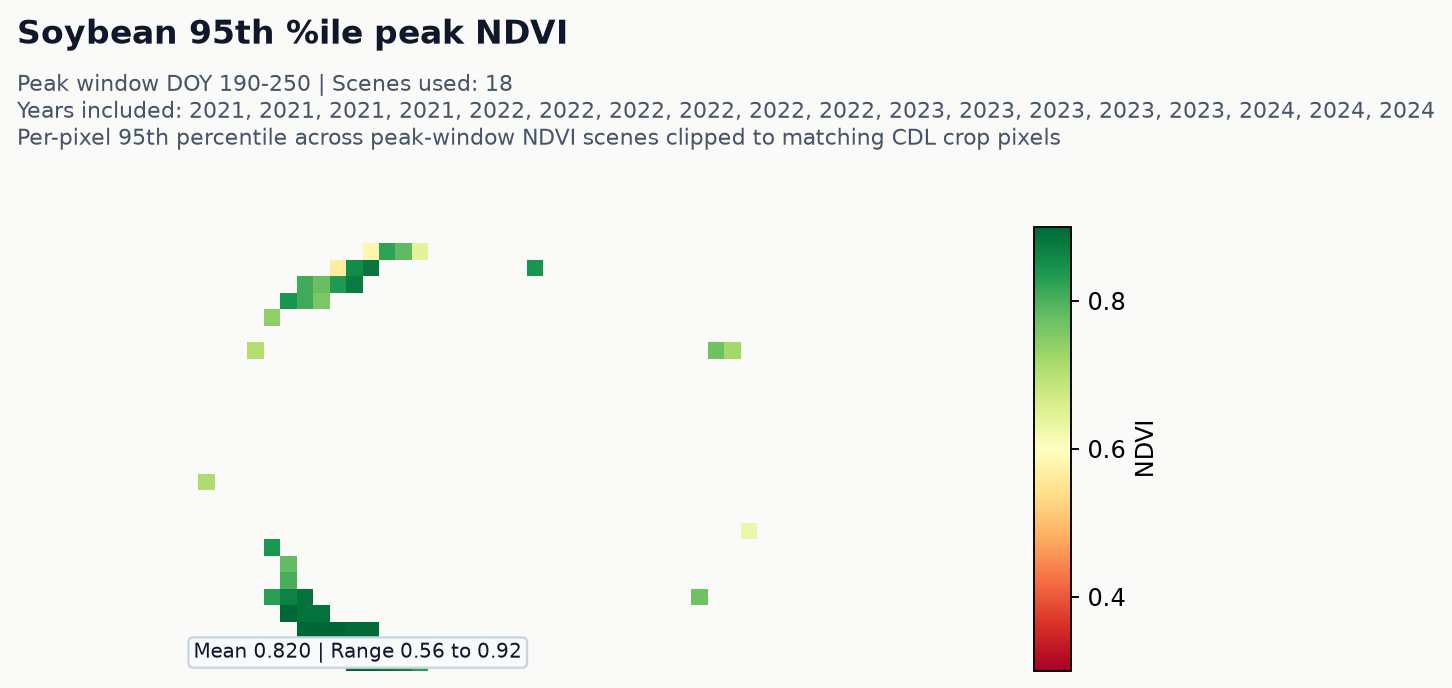 Soybean 95th %ile peak NDVI
Peak window DOY 190-250 | Scenes used: 18
Years included: 2021, 2021, 2021, 2021, 2022, 2022, 2022, 2022, 2022, 2022, 2023, 2023, 2023, 2023, 2023, 2024, 2024, 2024
Per-pixel 95th percentile across peak-window NDVI scenes clipped to matching CDL crop pixels
0.8
0.6
NDVI
0.4
Mean 0.820 | Range 0.56 to 0.92